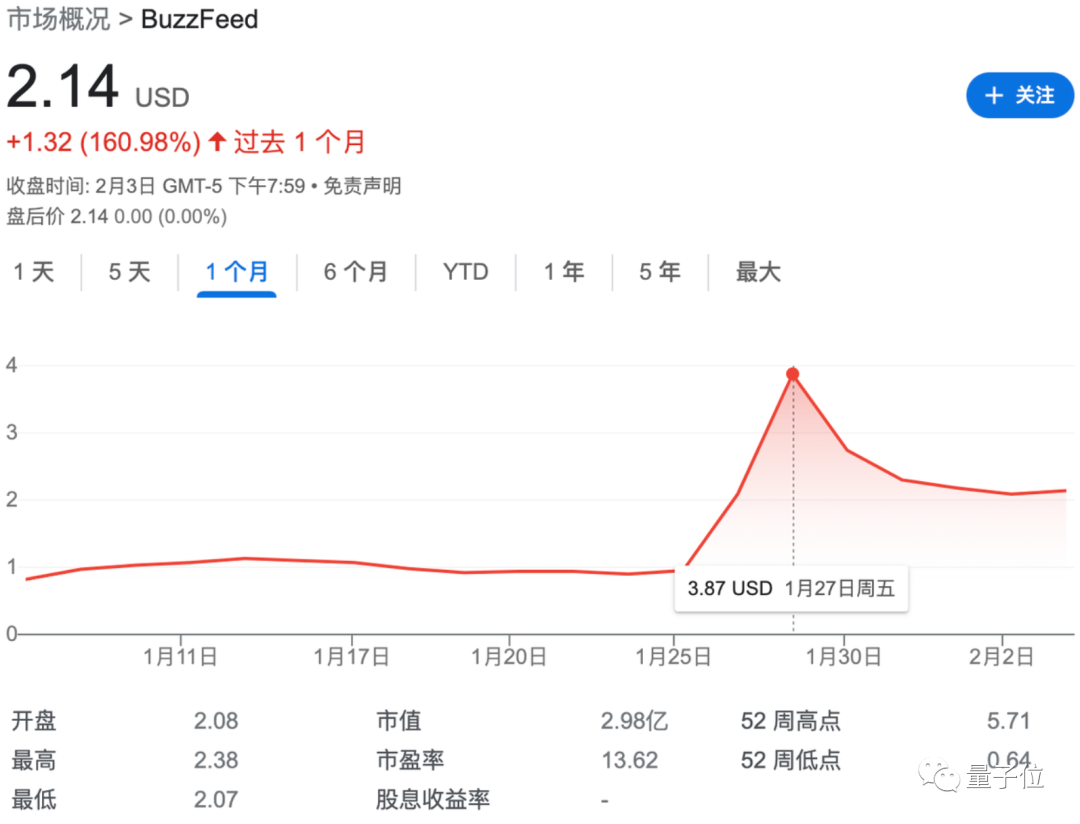 市场概况 > BuzzFeed
2.14 USD
+ 关注
+1.32 (160.98%) ↑ 过去 1 个月
收盘时间: 2月3日 GMT-5 下午7:59 • 免责声明
盘后价 2.14 0.00 (0.00%)
1 天 5 天 1 个月 6 个月 YTD 1 年 5 年 最大
4
3
2
1
0
3.87 USD 1月27日周五
1月11日 1月17日 1月20日 1月25日 1月30日 2月2日
开盘 2.08 市值 2.98亿 52 周高点 5.71
最高 2.38 市盈率 13.62 52 周低点 0.64
最低 2.07 股息收益率 -
量子位